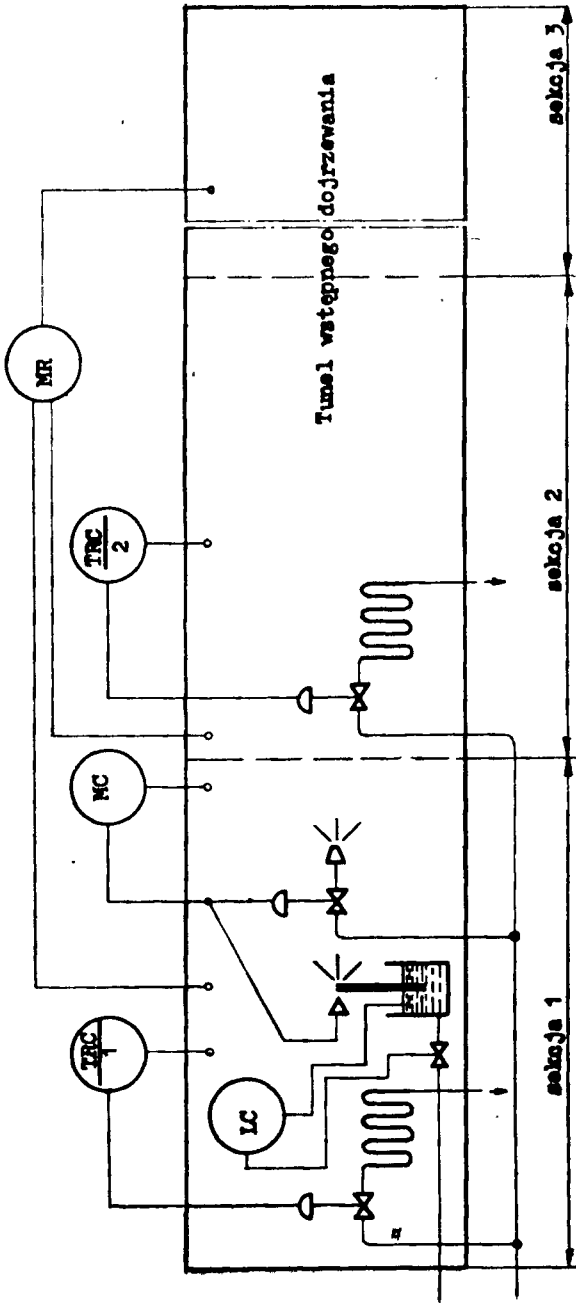 MR
TRC
1
MC
TRC
2
LC
Tunel wstępnego dojrzewania
sekcja 1
sekcja 2
sekcja 3